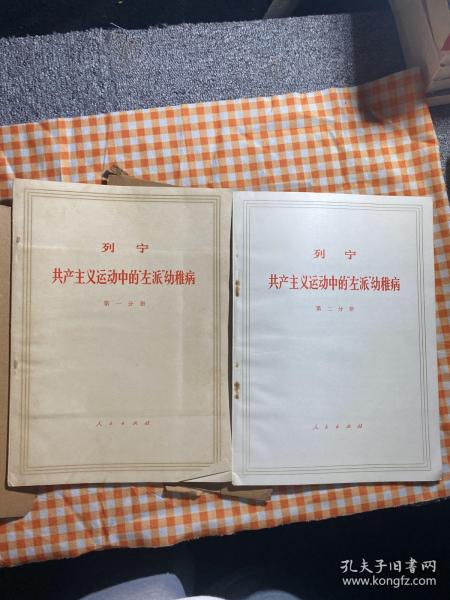 列宁
共产主义运动中的“左派”幼稚病
第一分册
人民出版社
列宁
共产主义运动中的“左派”幼稚病
第二分册
人民出版社
孔夫子旧书网
www.kongfz.com